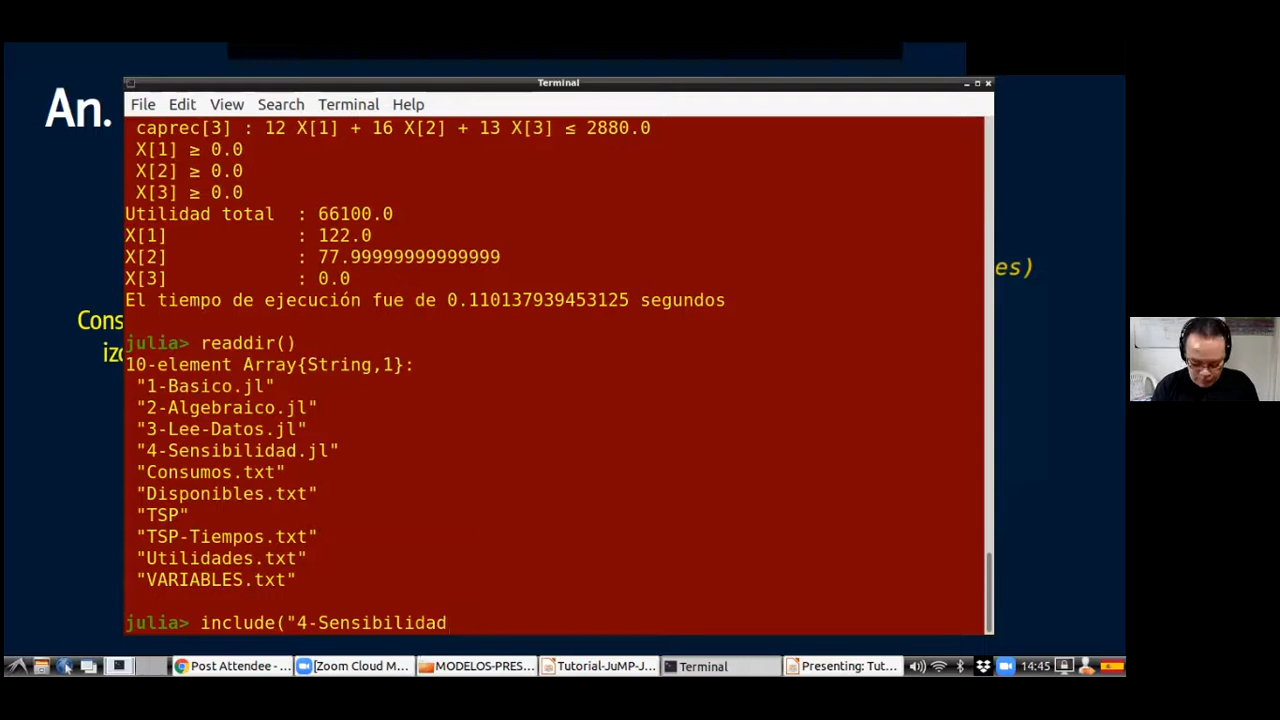 An.
Terminal
File Edit View Search Terminal Help
caprec[3] : 12 X[1] + 16 X[2] + 13 X[3] ≤ 2880.0
X[1] ≥ 0.0
X[2] ≥ 0.0
X[3] ≥ 0.0
Utilidad total : 66100.0
X[1] : 122.0
X[2] : 77.99999999999999
X[3] : 0.0
es)
El tiempo de ejecución fue de 0.110137939453125 segundos
Cons
julia> readdir()
izq
10-element Array{String,1}:
"1-Basico.jl"
"2-Algebraico.jl"
"3-Lee-Datos.jl"
"4-Sensibilidad.jl"
"Consumos.txt"
"Disponibles.txt"
"TSP"
"TSP-Tiempos.txt"
"Utilidades.txt"
"VARIABLES.txt"
julia> include("4-Sensibilidad
Post Attendee - ... [Zoom Cloud M... MODELOS-PRES... Tutorial-JuMP-J... Terminal Presenting: Tut... 14:45